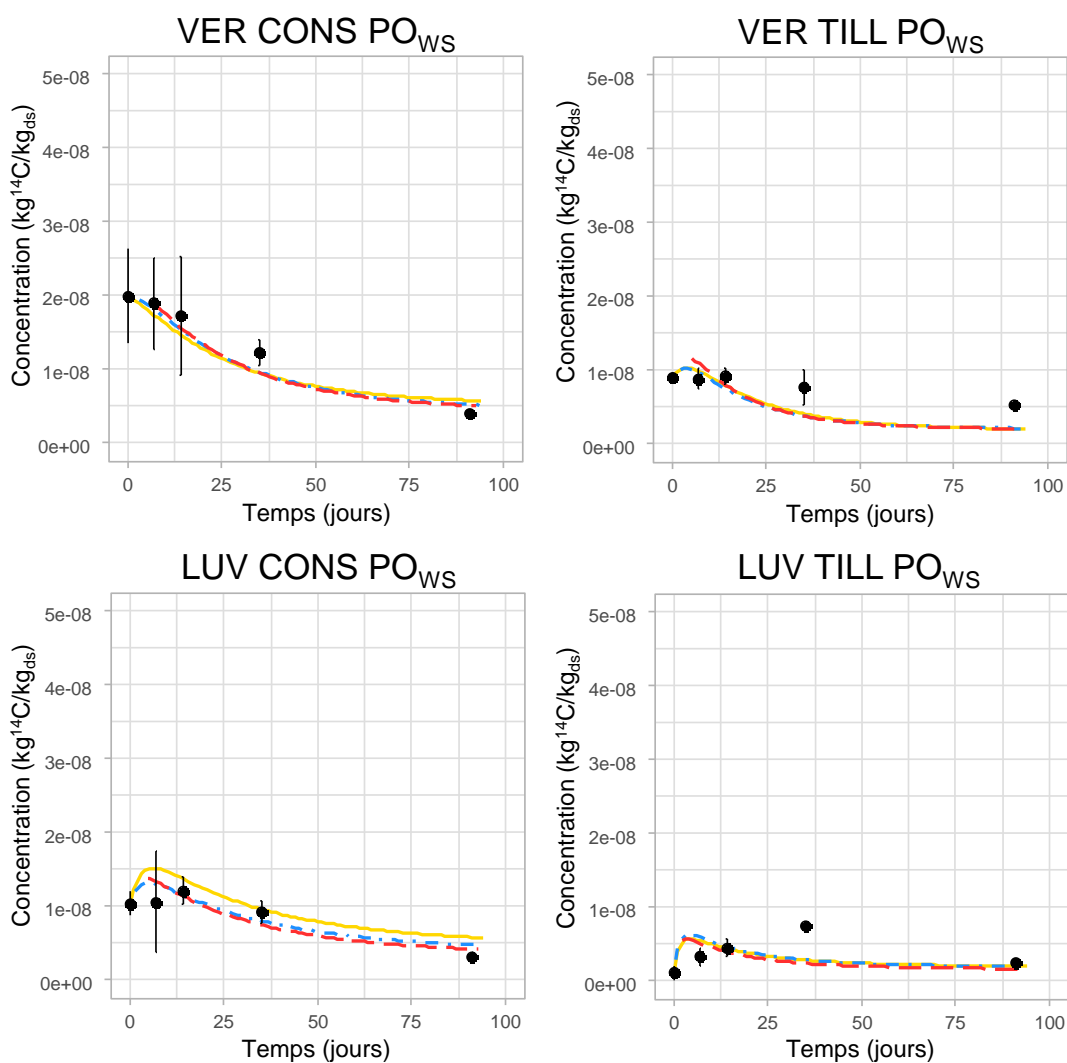 VER CONS PO_WS
Concentration (kg¹⁴C/kg_ds)
5e-08
4e-08
3e-08
2e-08
1e-08
0e+00
0 25 50 75 100
Temps (jours)
VER TILL PO_WS
Concentration (kg¹⁴C/kg_ds)
5e-08
4e-08
3e-08
2e-08
1e-08
0e+00
0 25 50 75 100
Temps (jours)
LUV CONS PO_WS
Concentration (kg¹⁴C/kg_ds)
5e-08
4e-08
3e-08
2e-08
1e-08
0e+00
0 25 50 75 100
Temps (jours)
LUV TILL PO_WS
Concentration (kg¹⁴C/kg_ds)
5e-08
4e-08
3e-08
2e-08
1e-08
0e+00
0 25 50 75 100
Temps (jours)